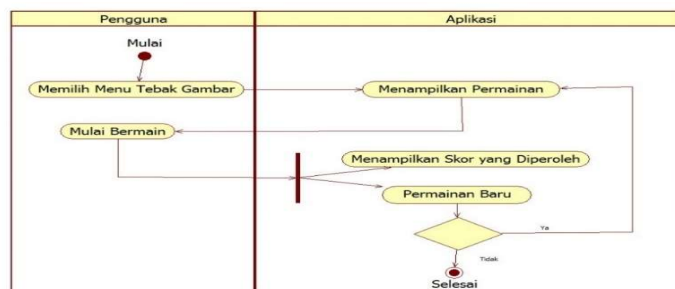 Pengguna
Aplikasi
Mulai
Memilih Menu Tebak Gambar
Menampilkan Permainan
Mulai Bermain
Menampilkan Skor yang Diperoleh
Permainan Baru
Ya
Tidak
Selesai